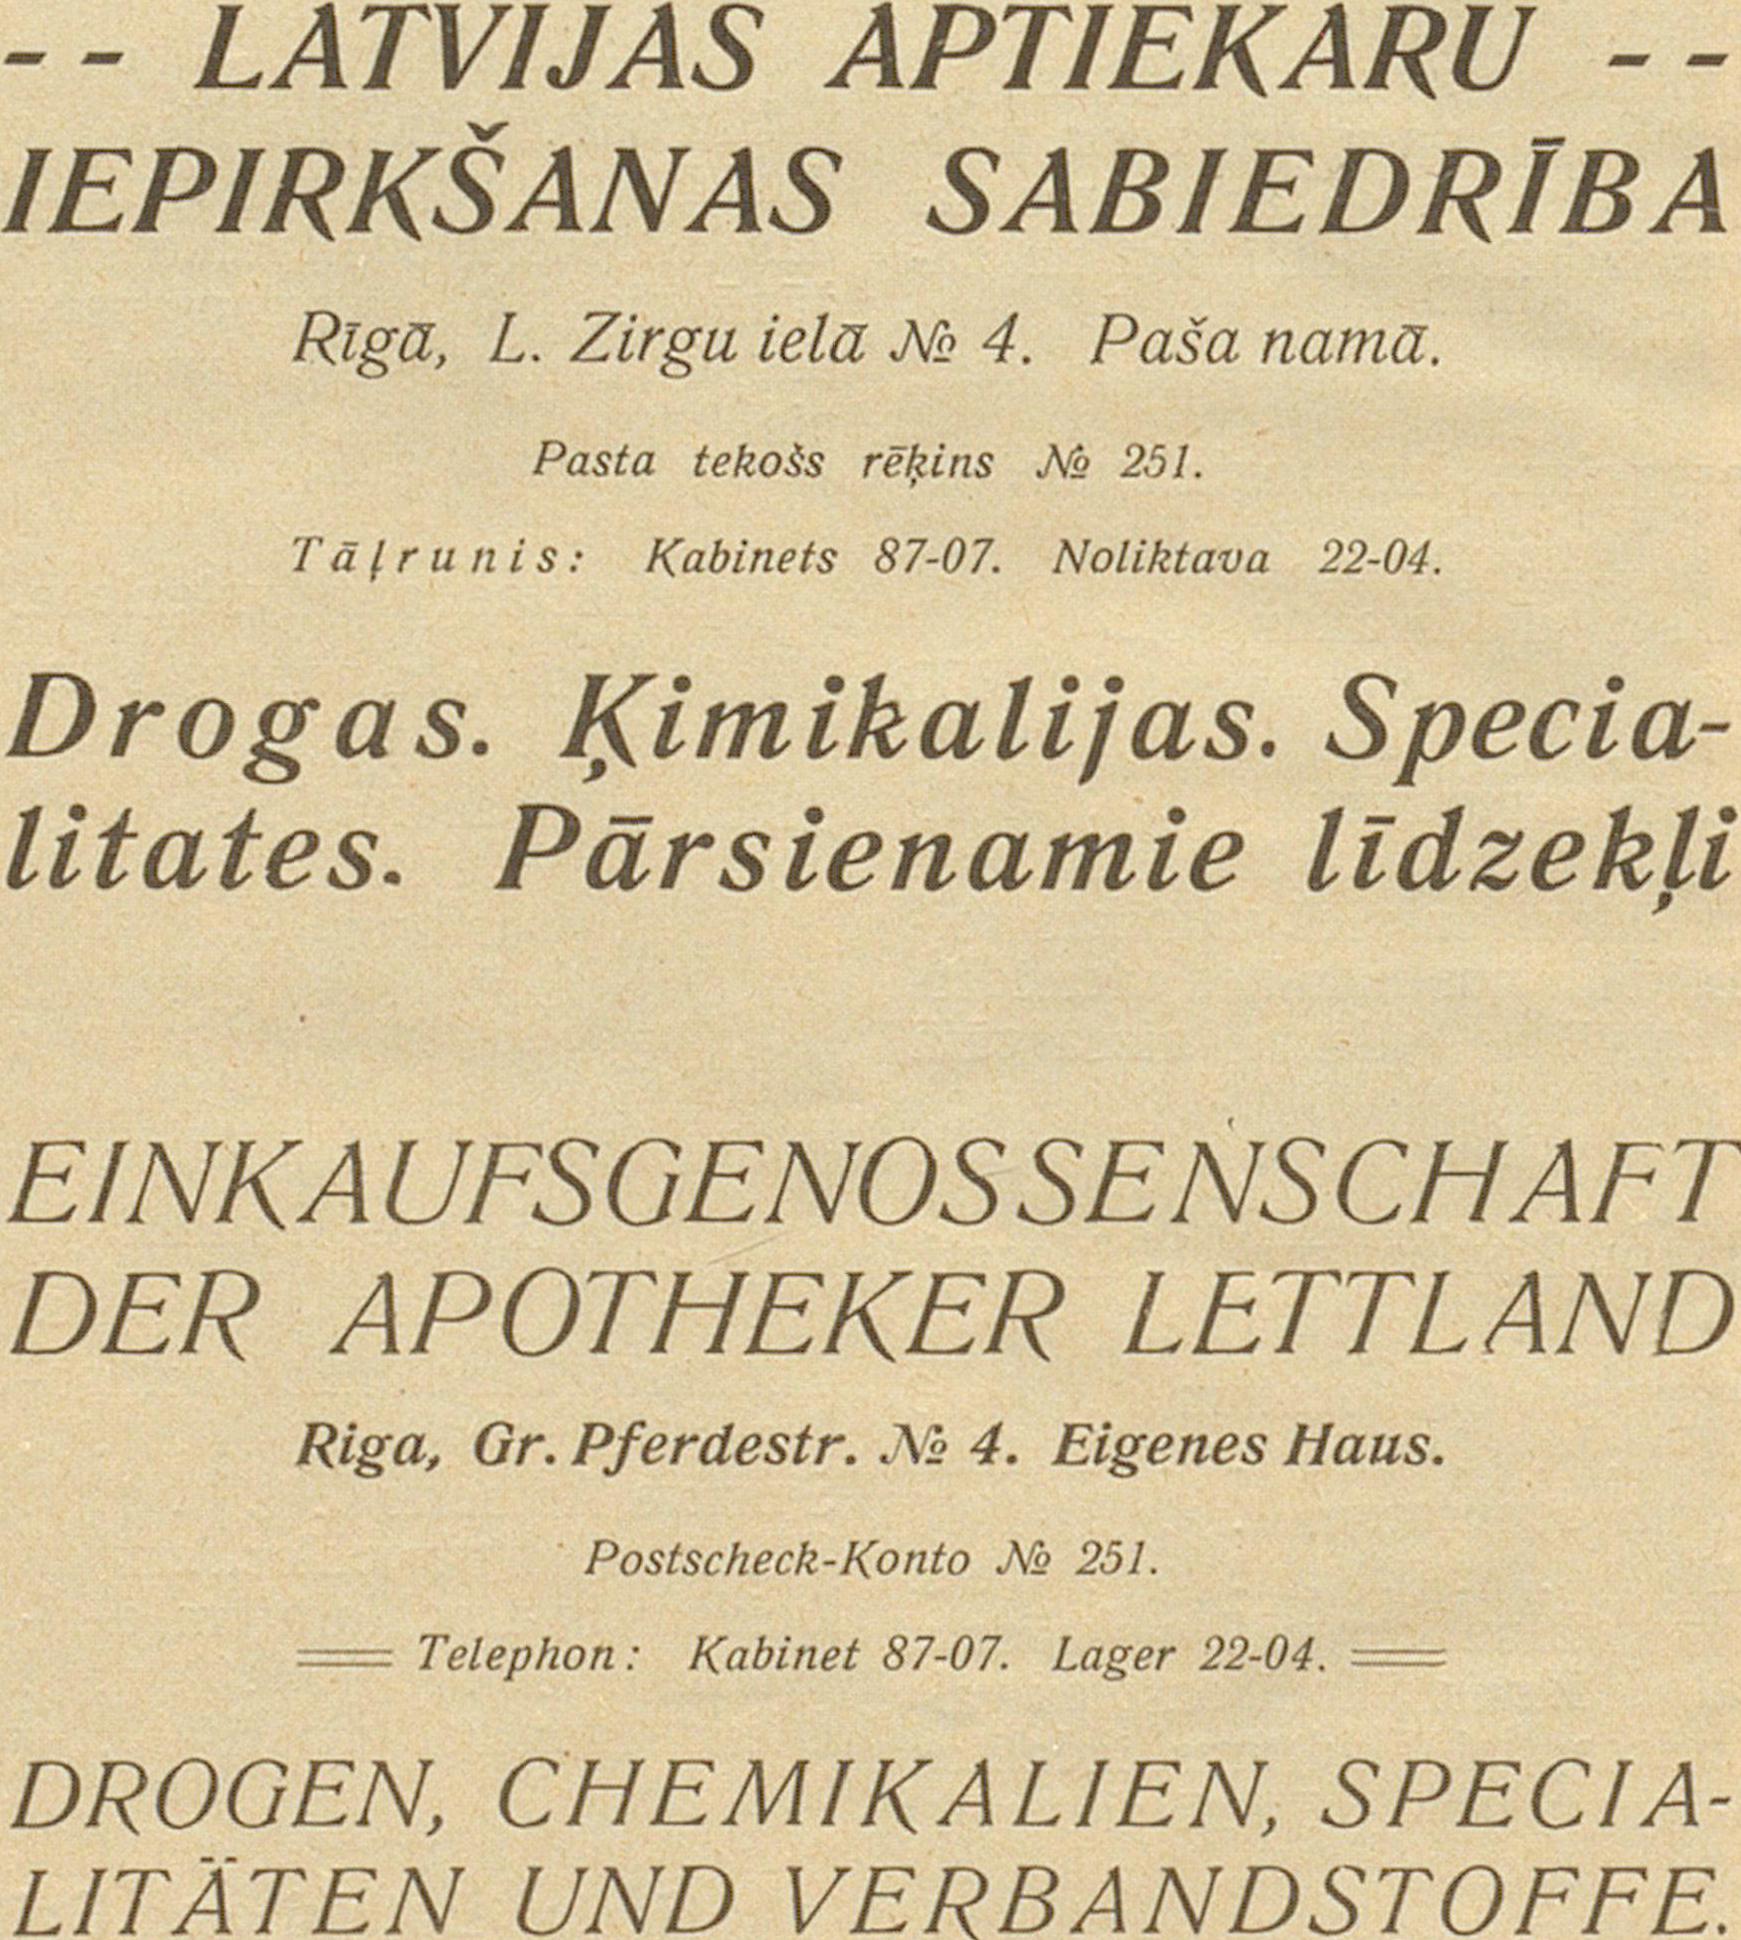 -- LATVIJAS APTIEKARU --
IEPIRKŠANAS SABIEDRĪBA
Rīgā, L. Zirgu ielā № 4. Paša namā.
Pasta tekošs rēķins № 251.
Tāļrunis: Kabinets 87-07. Noliktava 22-04.
Drogas. Ķimikalijas. Specia-
litates. Pārsienamie līdzekļi
EINKAUFSGENOSSENSCHAFT
DER APOTHEKER LETTLAND
Riga, Gr. Pferdestr. № 4. Eigenes Haus.
Postscheck-Konto № 251.
Telephon: Kabinet 87-07. Lager 22-04.
DROGEN, CHEMIKALIEN, SPECIA-
LITÄTEN UND VERBANDSTOFFE.